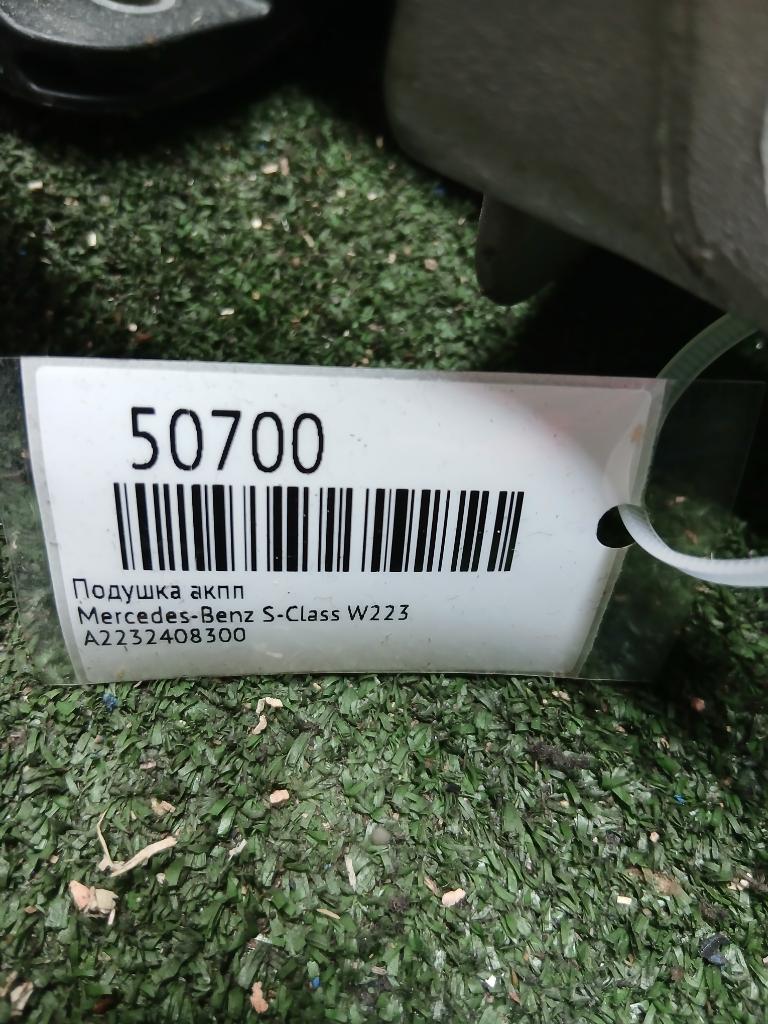 50700
Подушка акпп
Mercedes-Benz S-Class W223
A2232408300